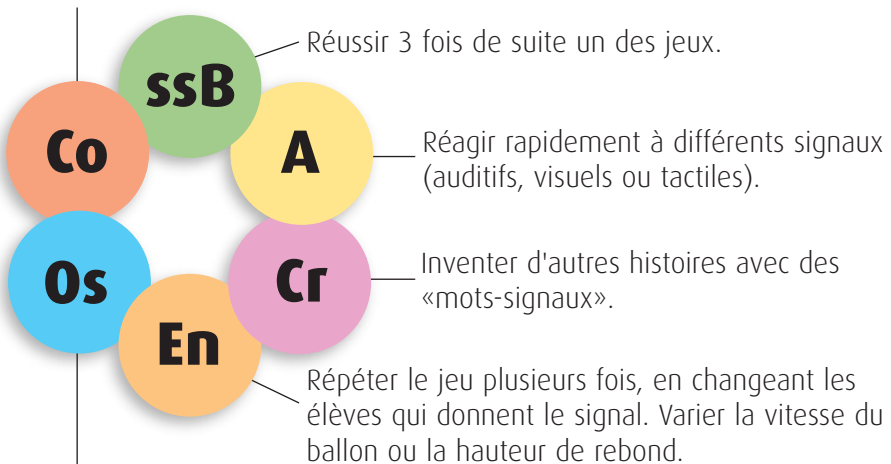 ssB
Réussir 3 fois de suite un des jeux.
Co
A
Réagir rapidement à différents signaux
(auditifs, visuels ou tactiles).
Os
Cr
Inventer d'autres histoires avec des
«mots-signaux».
En
Répéter le jeu plusieurs fois, en changeant les
élèves qui donnent le signal. Varier la vitesse du
ballon ou la hauteur de rebond.